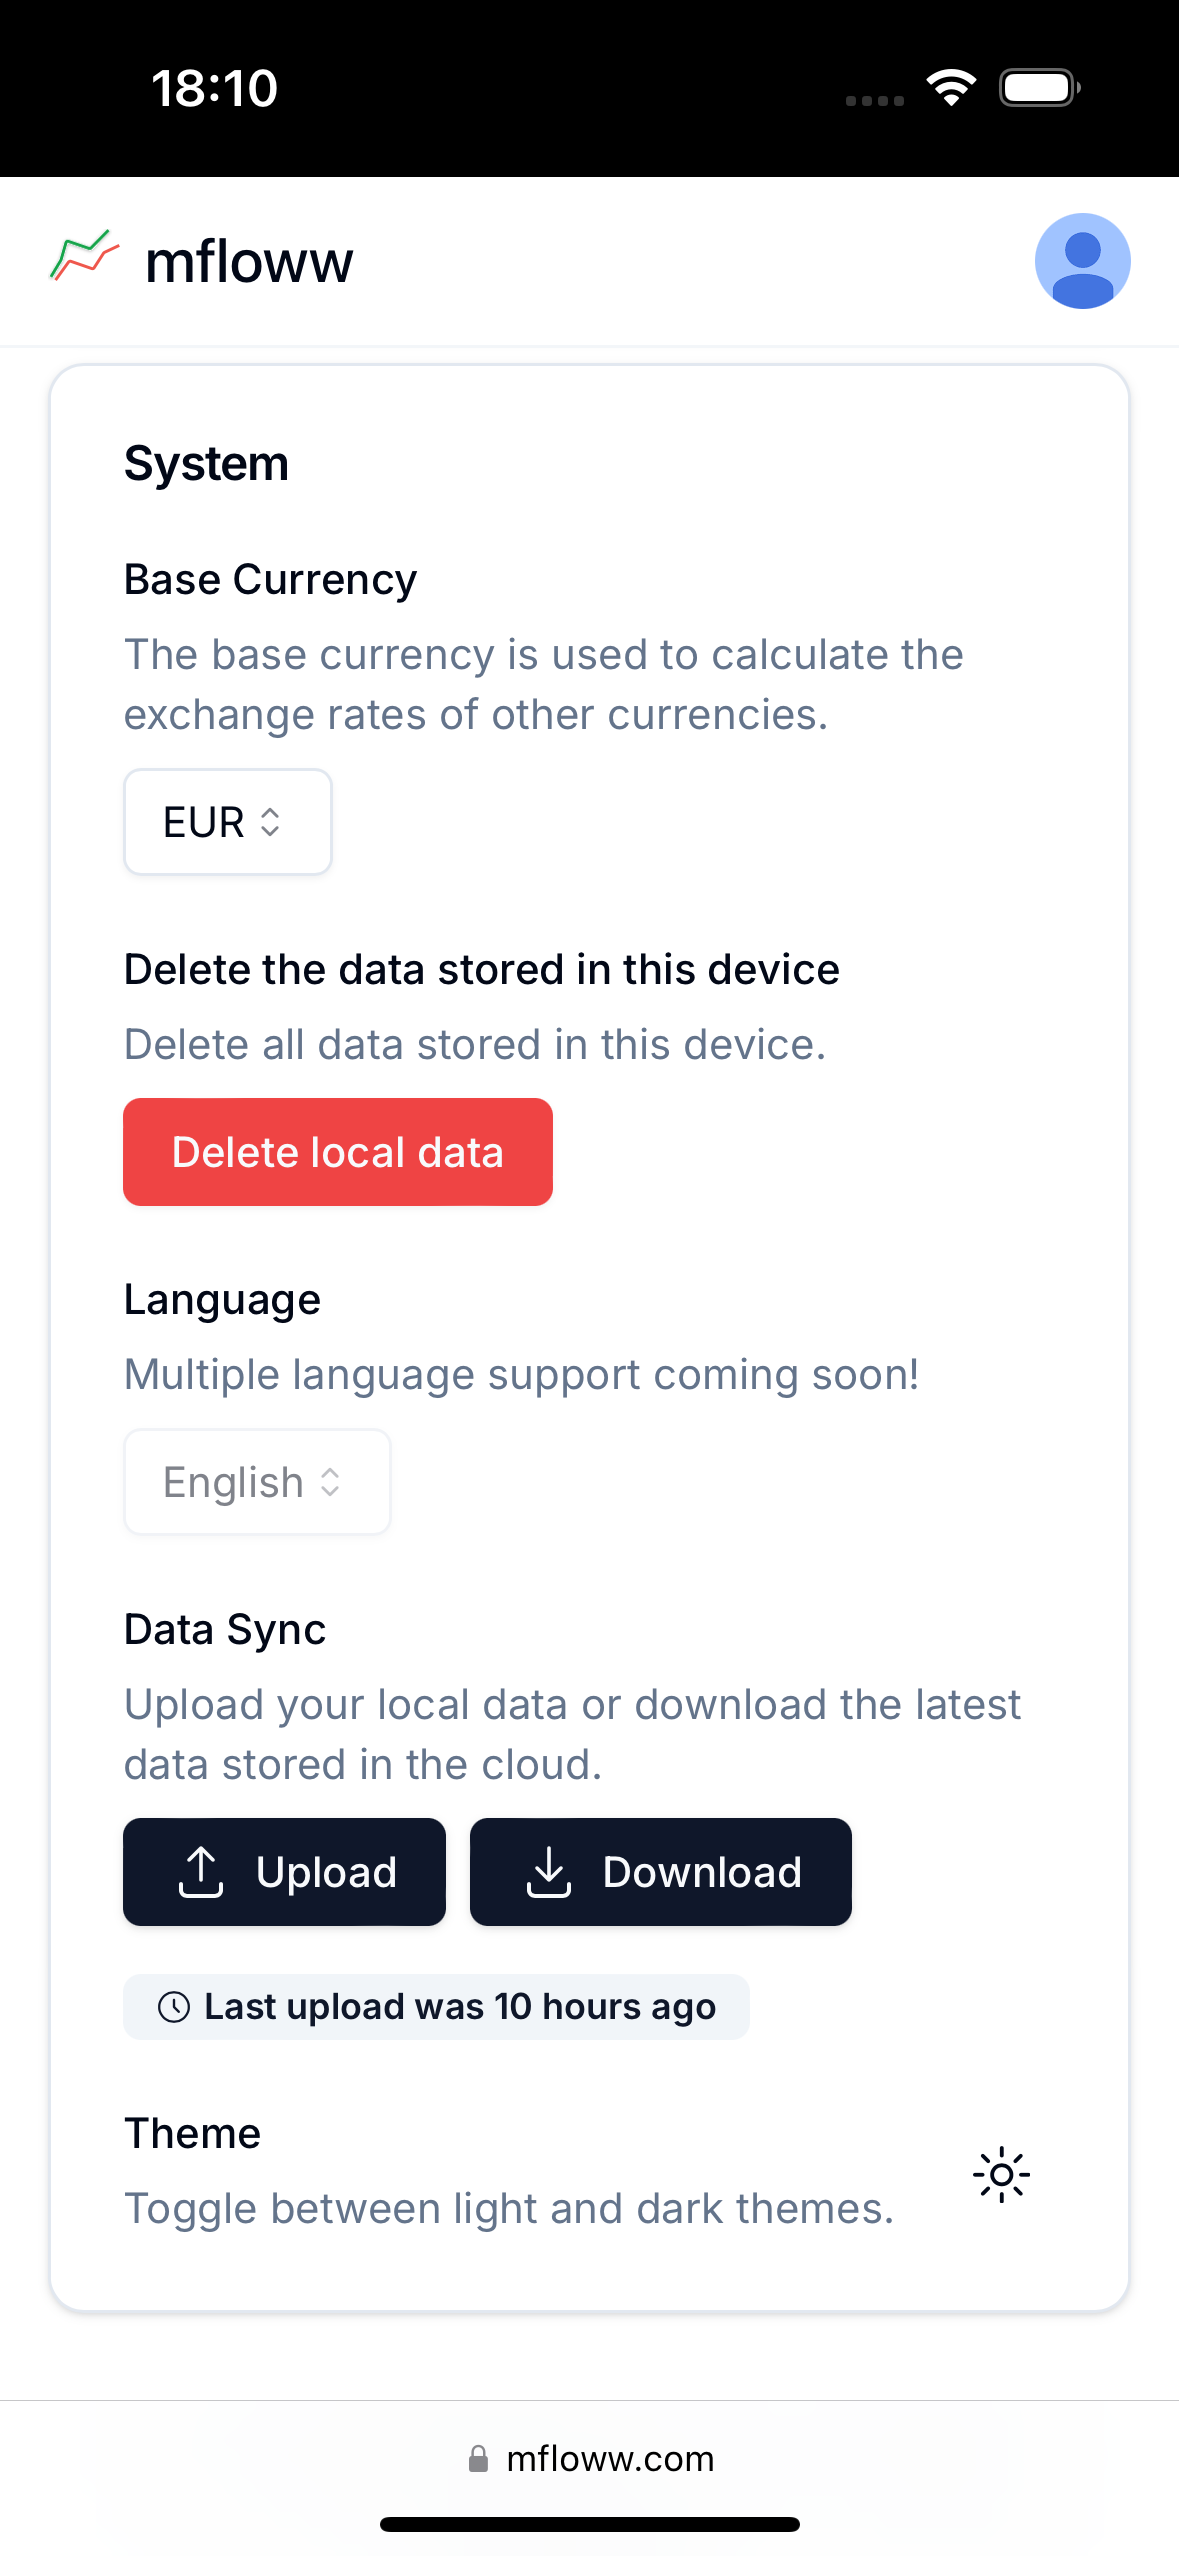 18:10
mfloww
System
Base Currency
The base currency is used to calculate the
exchange rates of other currencies.
EUR
Delete the data stored in this device
Delete all data stored in this device.
Delete local data
Language
Multiple language support coming soon!
English
Data Sync
Upload your local data or download the latest
data stored in the cloud.
Upload Download
Last upload was 10 hours ago
Theme
Toggle between light and dark themes.
mfloww.com